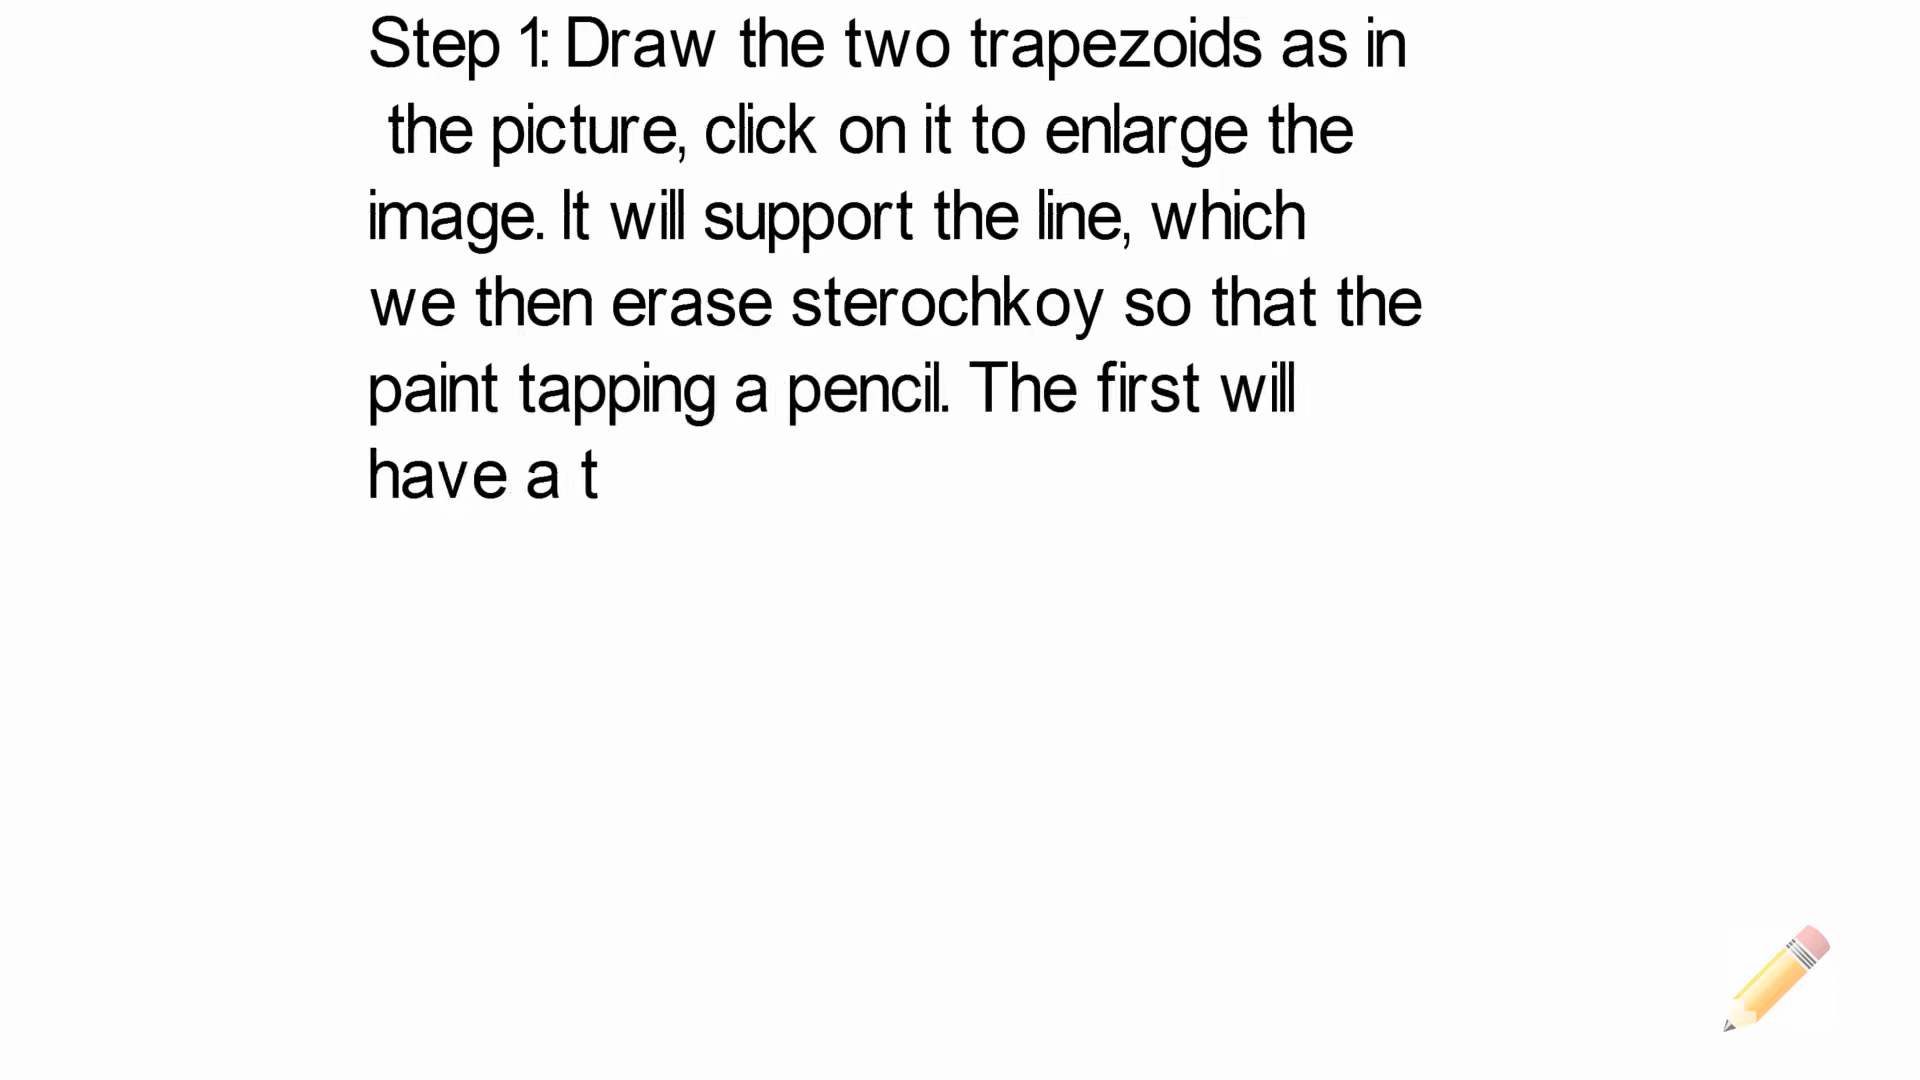 Step 1: Draw the two trapezoids as in
the picture, click on it to enlarge the
image. It will support the line, which
we then erase sterochkoy so that the
paint tapping a pencil. The first will
have a t